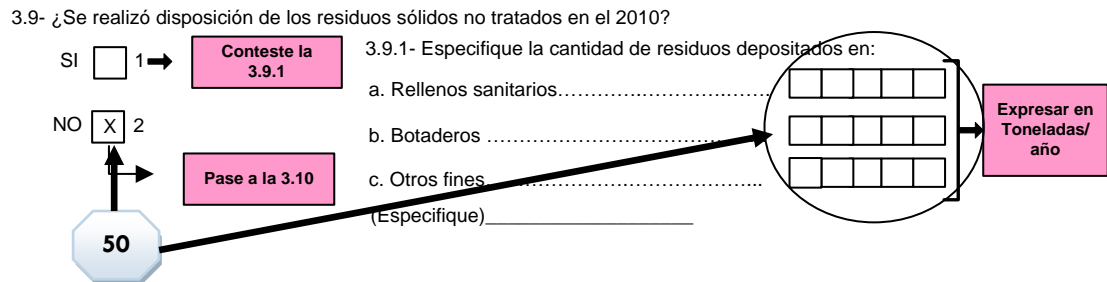 3.9- ¿Se realizó disposición de los residuos sólidos no tratados en el 2010?
SI 1
Conteste la
3.9.1
3.9.1- Especifique la cantidad de residuos depositados en:
a. Rellenos sanitarios…………..………….…….
NO X 2
b. Botaderos …………………………………
Expresar en
Toneladas/
año
Pase a la 3.10
c. Otros fines…………………..………………...
(Especifique)____________________
50